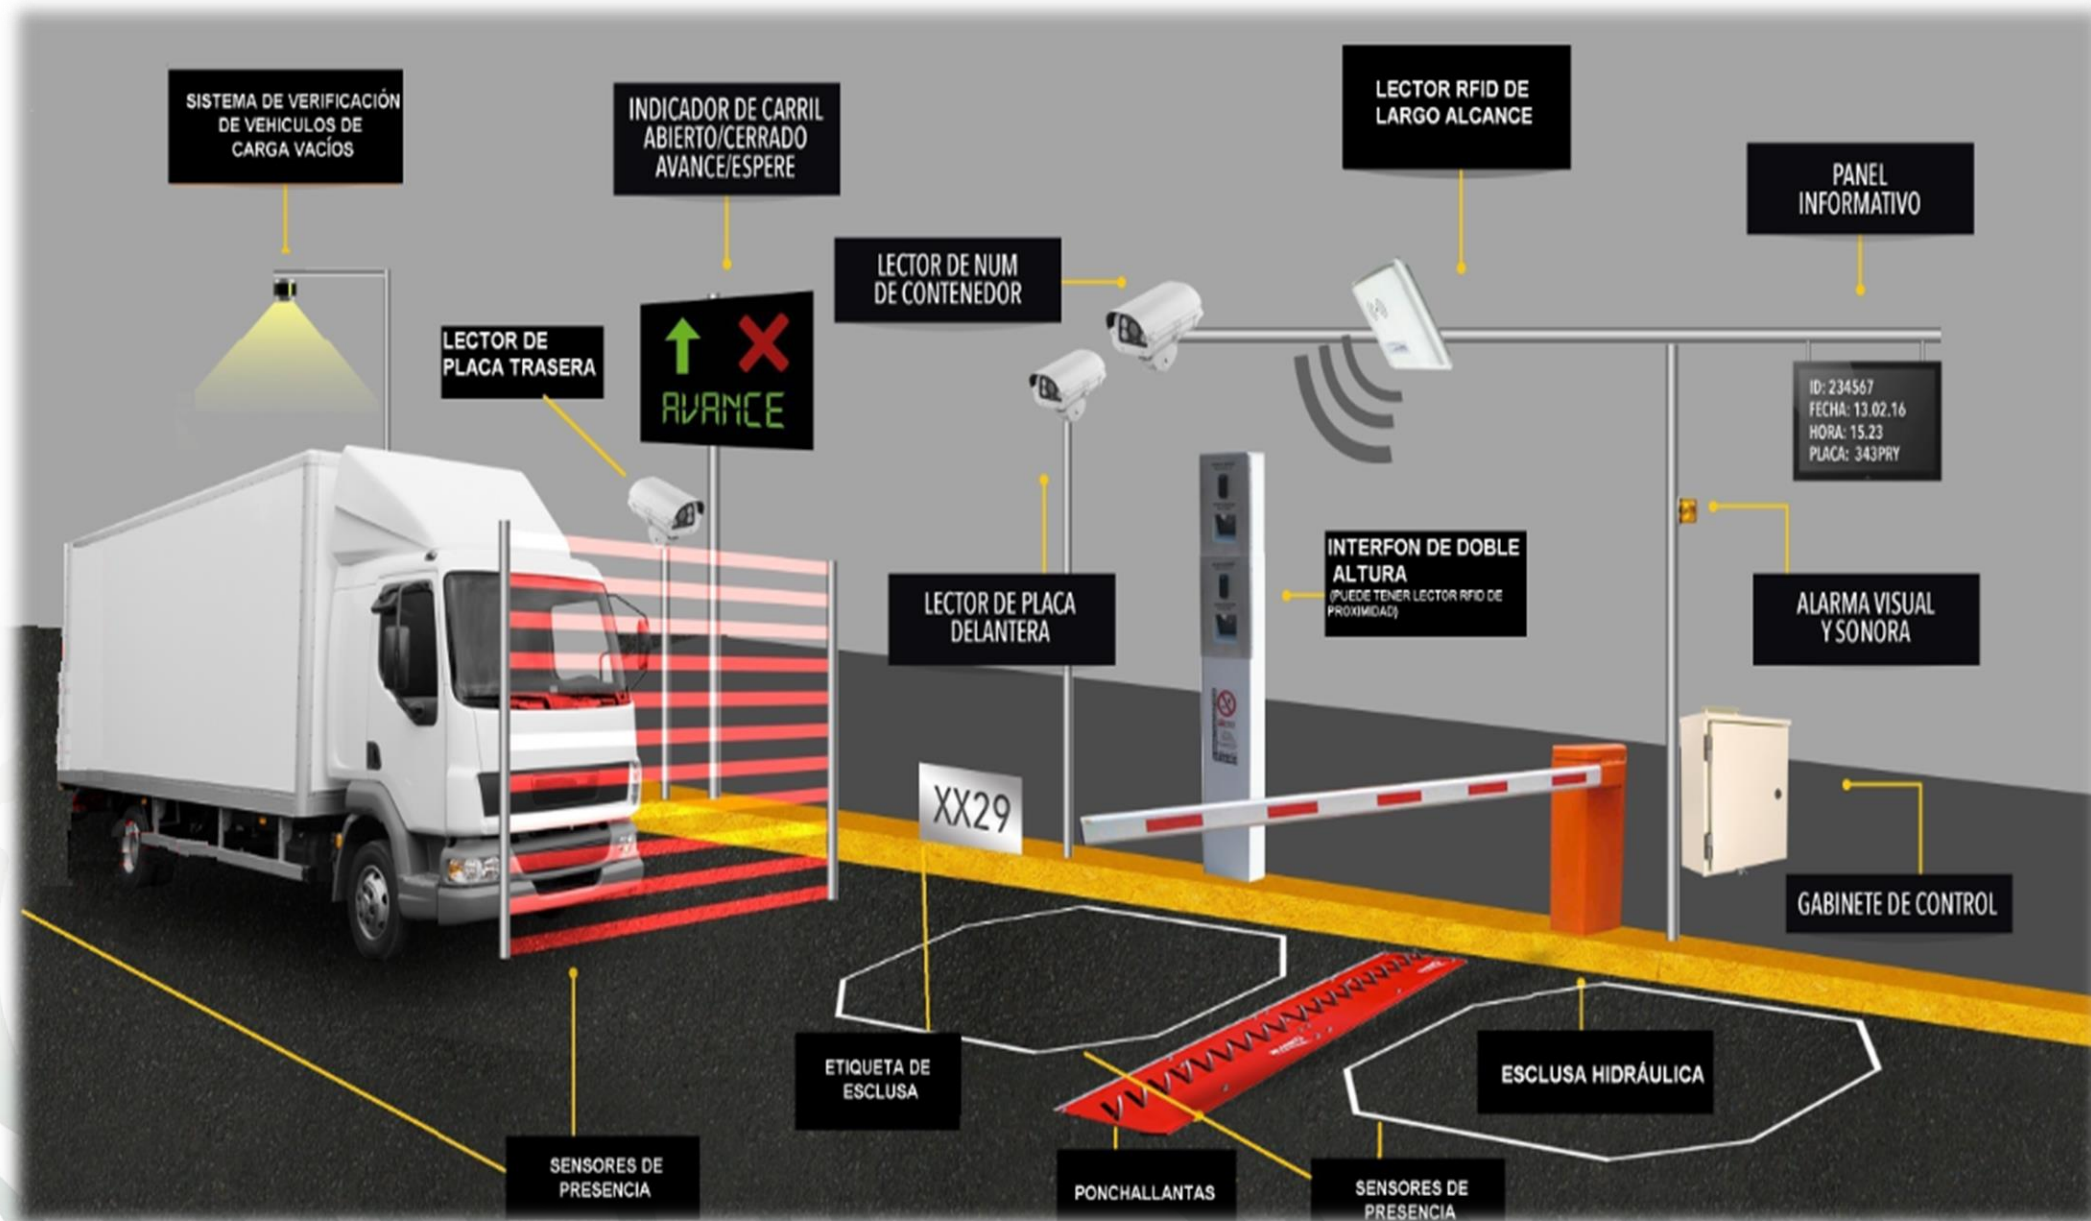 SISTEMA DE VERIFICACIÓN
DE VEHICULOS DE
CARGA VACÍOS
INDICADOR DE CARRIL
ABIERTO/CERRADO
AVANCE/ESPERE
LECTOR RFID DE
LARGO ALCANCE
PANEL
INFORMATIVO
LECTOR DE NUM
DE CONTENEDOR
LECTOR DE
PLACA TRASERA
AVANCE
ID: 234567
FECHA: 13.02.16
HORA: 15.23
PLACA: 343PRY
INTERFON DE DOBLE
ALTURA
(PUEDE TENER LECTOR RFID DE
PROXIMIDAD)
LECTOR DE PLACA
DELANTERA
ALARMA VISUAL
Y SONORA
XX29
GABINETE DE CONTROL
ETIQUETA DE
ESCLUSA
ESCLUSA HIDRÁULICA
SENSORES DE
PRESENCIA
PONCHALLANTAS
SENSORES DE
PRESENCIA